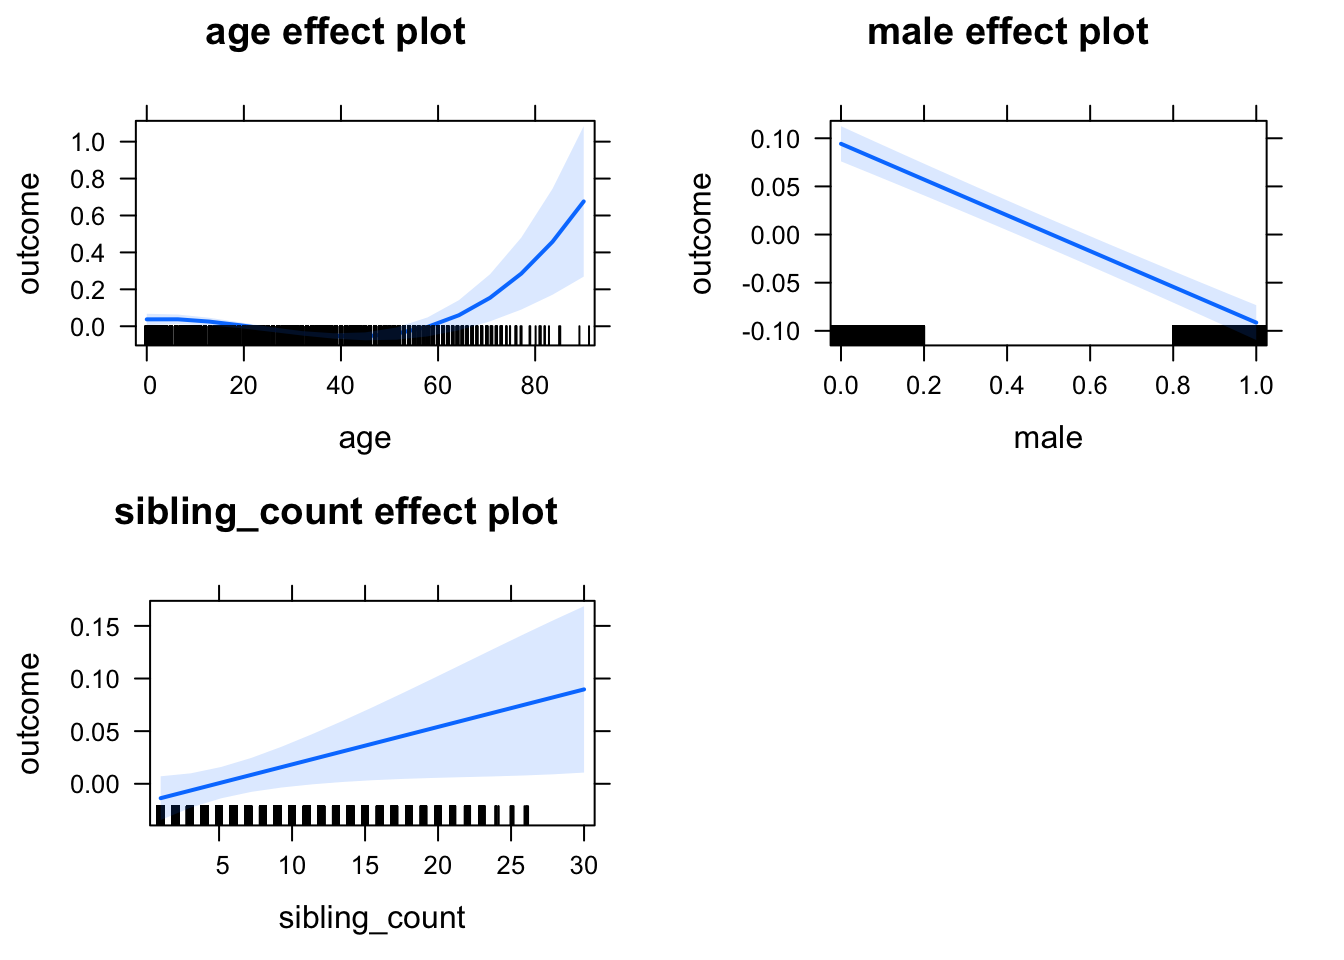 age effect plot
outcome
1.0
0.8
0.6
0.4
0.2
0.0
0 20 40 60 80
age
male effect plot
outcome
0.10
0.05
0.00
-0.05
-0.10
0.0 0.2 0.4 0.6 0.8 1.0
male
sibling_count effect plot
outcome
0.15
0.10
0.05
0.00
5 10 15 20 25 30
sibling_count